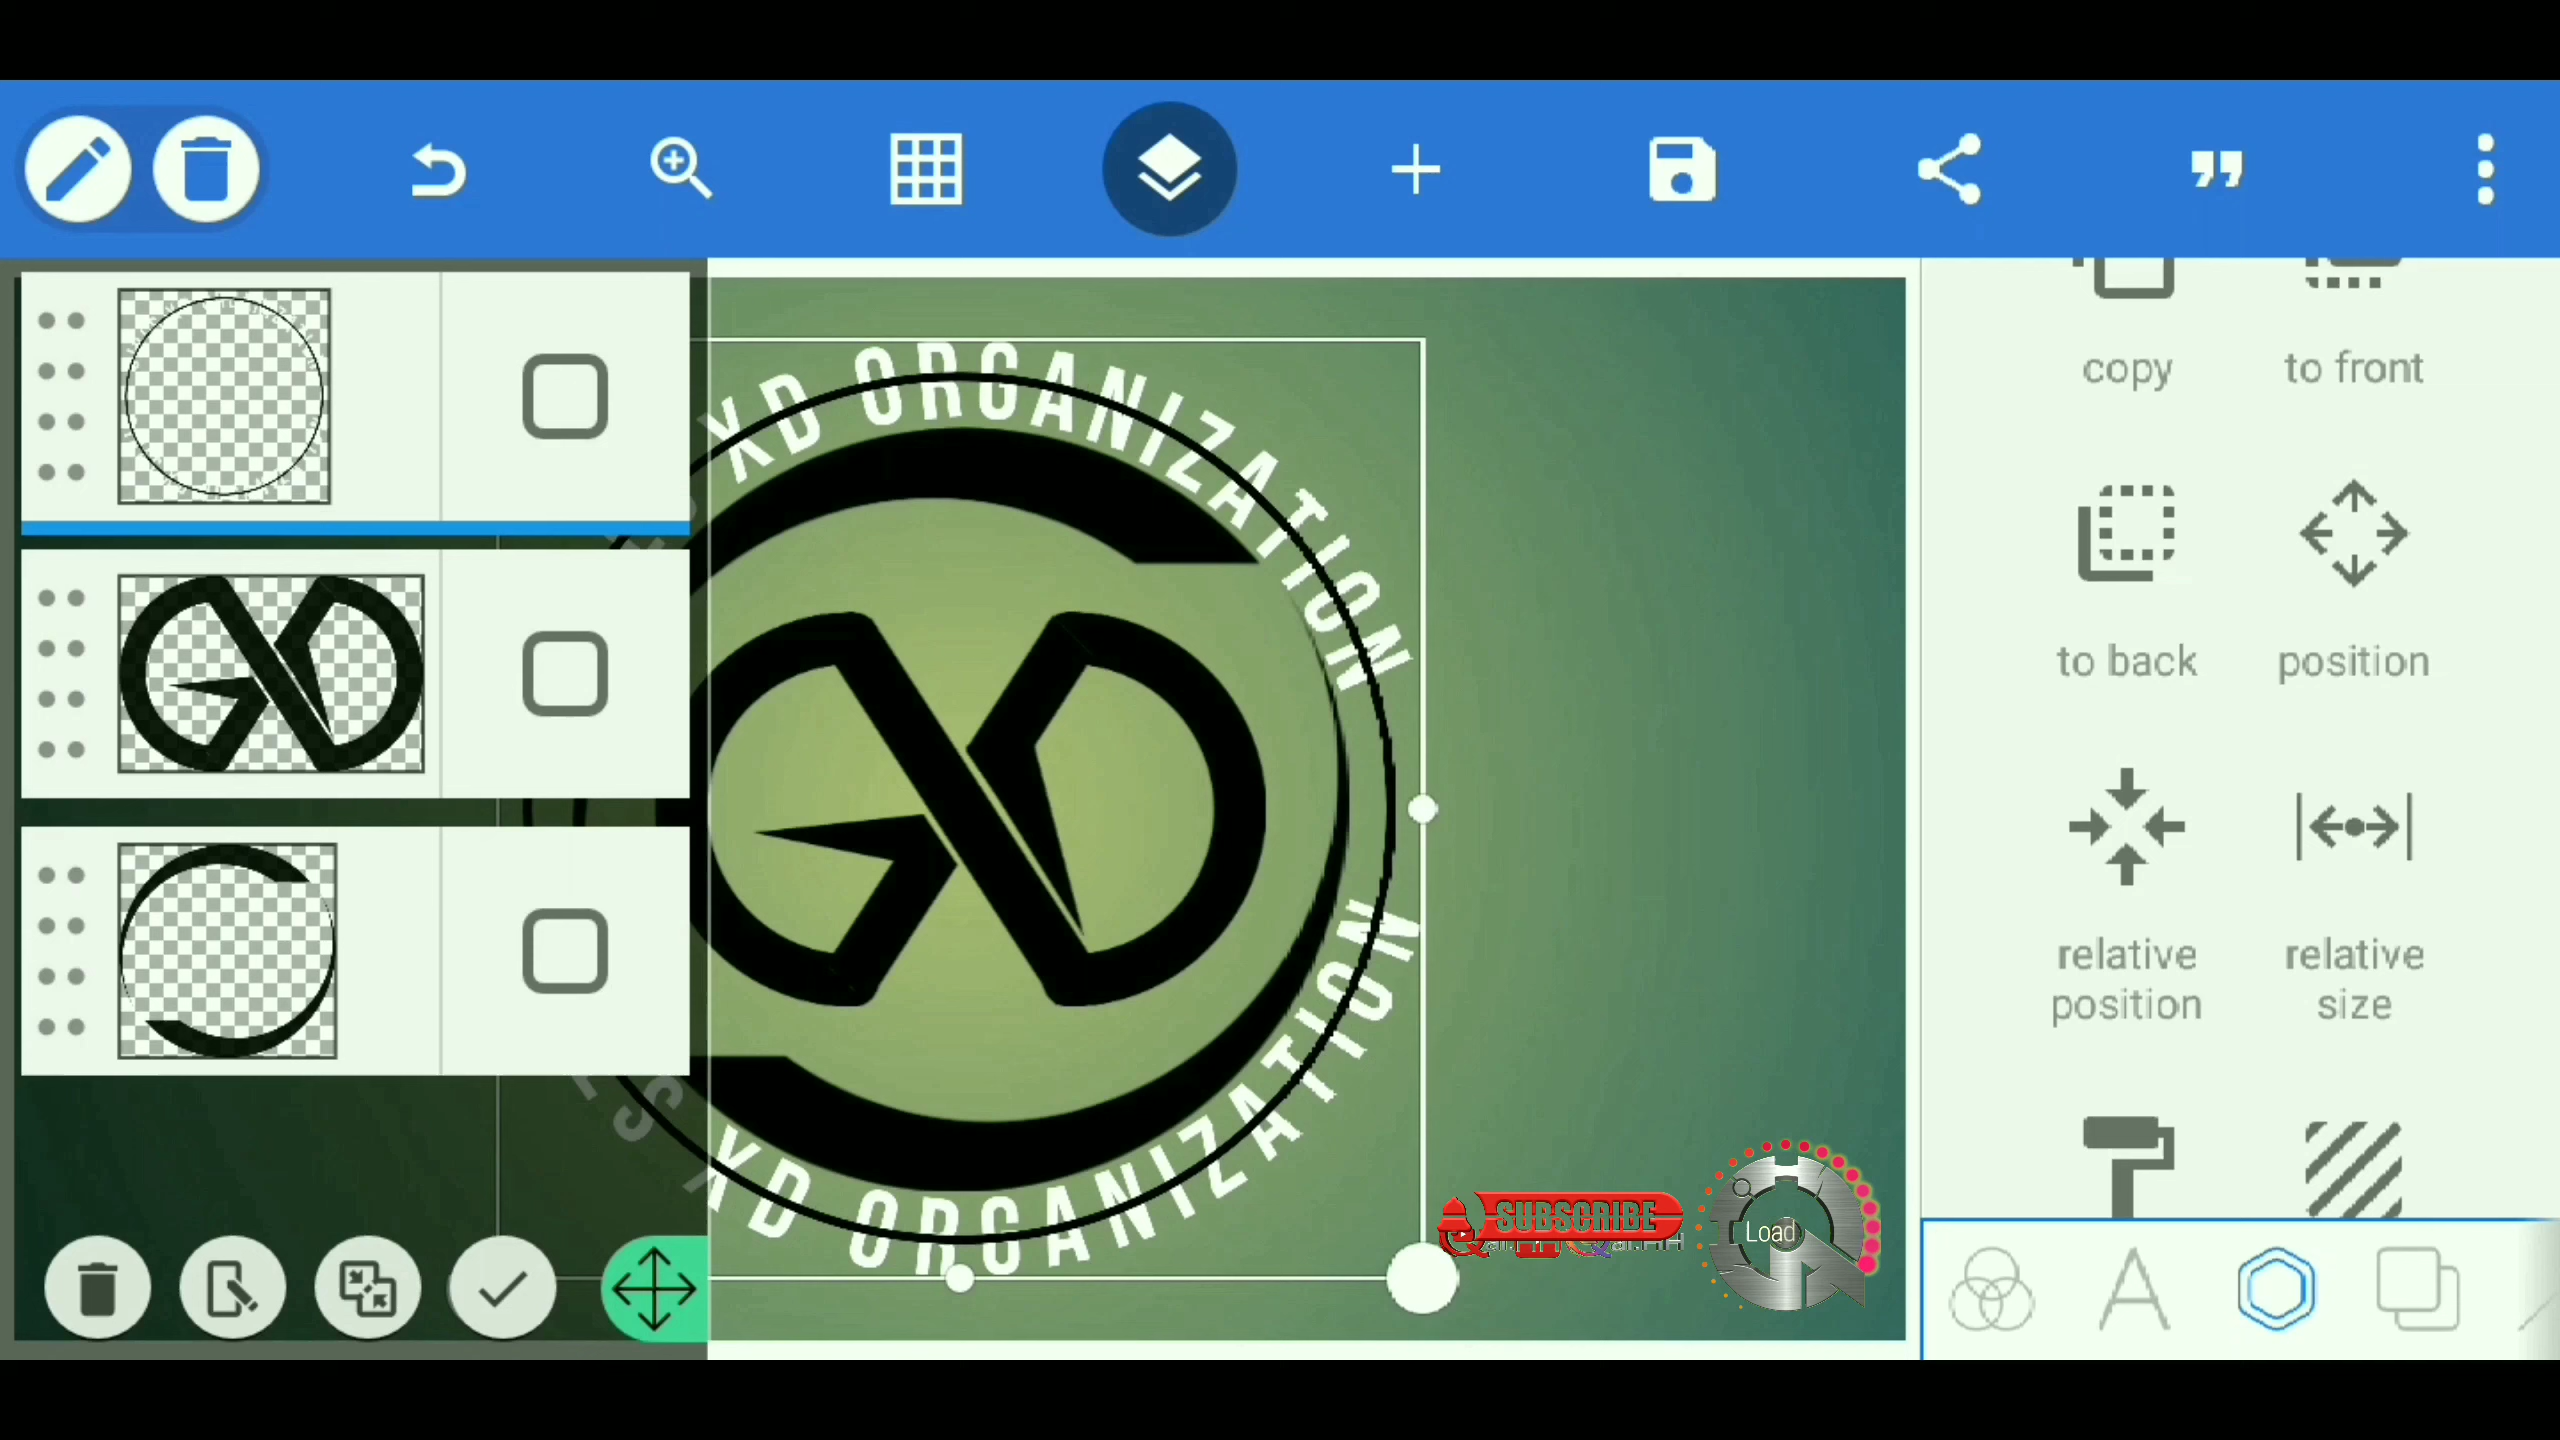 XD ORGANIZATION
S XD ORGANIZATION
copy
to front
to back
position
relative
position
relative
size
SUBSCRIBE
Load